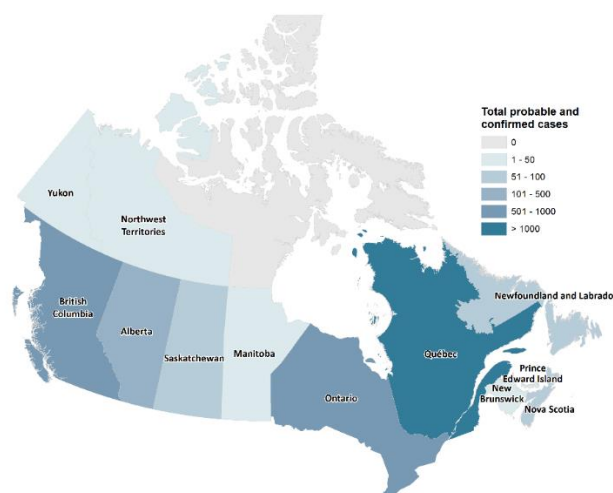 Total probable and
confirmed cases
0
1 - 50
51 - 100
101 - 500
501 - 1000
> 1000
Yukon
Northwest
Territories
British
Columbia
Alberta
Saskatchewan
Manitoba
Ontario
Québec
Newfoundland and Labrado
Prince
Edward Island
New
Brunswick
Nova Scotia